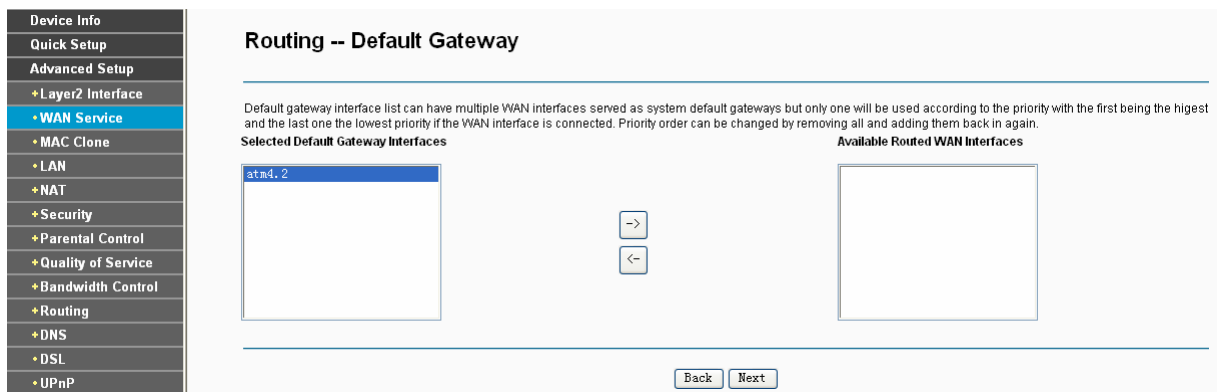 Device Info
Quick Setup
Advanced Setup
+Layer2 Interface
•WAN Service
•MAC Clone
•LAN
+NAT
+Security
+Parental Control
+Quality of Service
+Bandwidth Control
+Routing
+DNS
•DSL
•UPnP
Routing -- Default Gateway
Default gateway interface list can have multiple WAN interfaces served as system default gateways but only one will be used according to the priority with the first being the higest
and the last one the lowest priority if the WAN interface is connected. Priority order can be changed by removing all and adding them back in again.
Selected Default Gateway Interfaces
Available Routed WAN Interfaces
atm4.2
->
<-
Back Next